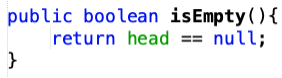 public boolean isEmpty(){
    return head == null;
}